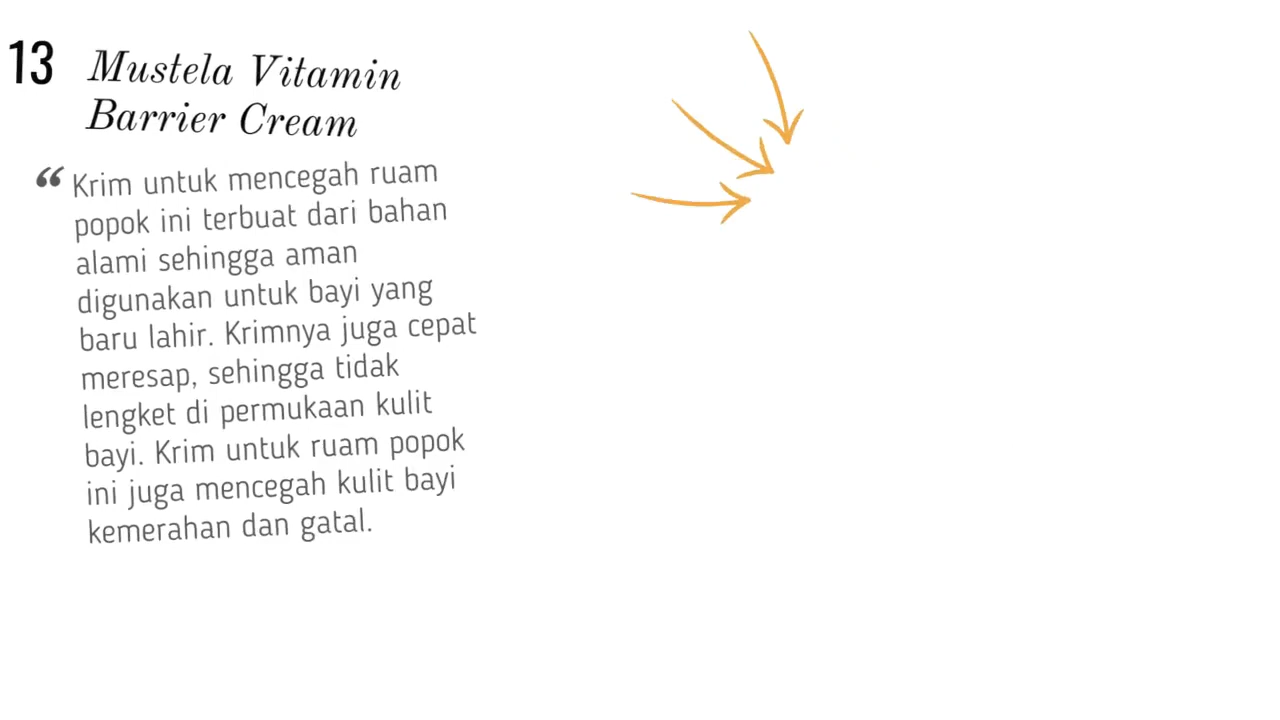 13
Mustela Vitamin
Barrier Cream
“ Krim untuk mencegah ruam
popok ini terbuat dari bahan
alami sehingga aman
digunakan untuk bayi yang
baru lahir. Krimnya juga cepat
meresap, sehingga tidak
lengket di permukaan kulit
bayi. Krim untuk ruam popok
ini juga mencegah kulit bayi
kemerahan dan gatal.